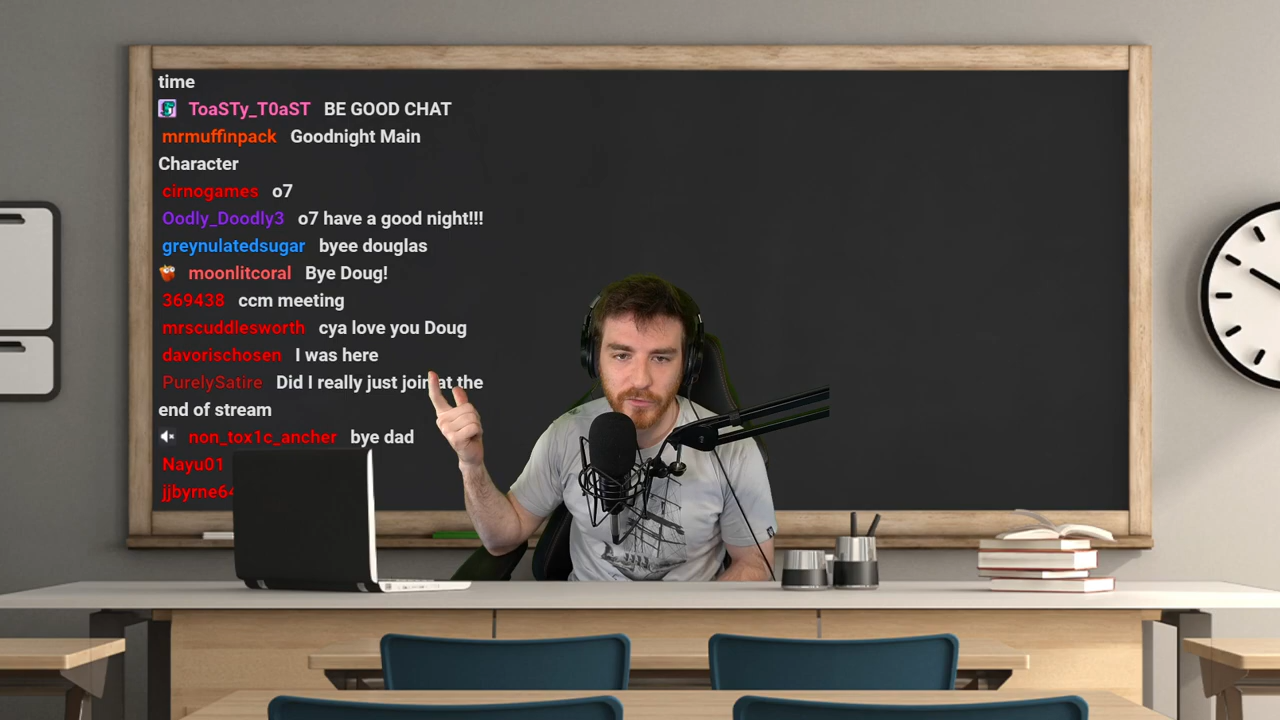 time
ToaSTy_T0aST BE GOOD CHAT
mrmuffinpack Goodnight Main
Character
cirnogames o7
Oodly_Doodly3 o7 have a good night!!!
greynulatedsugar byee douglas
moonlitcoral Bye Doug!
369438 ccm meeting
mrscuddlesworth cya love you Doug
davorischosen I was here
PurelySatire Did I really just join at the
end of stream
non_tox1c_ancher bye dad
Nayu01
jjbyrne64